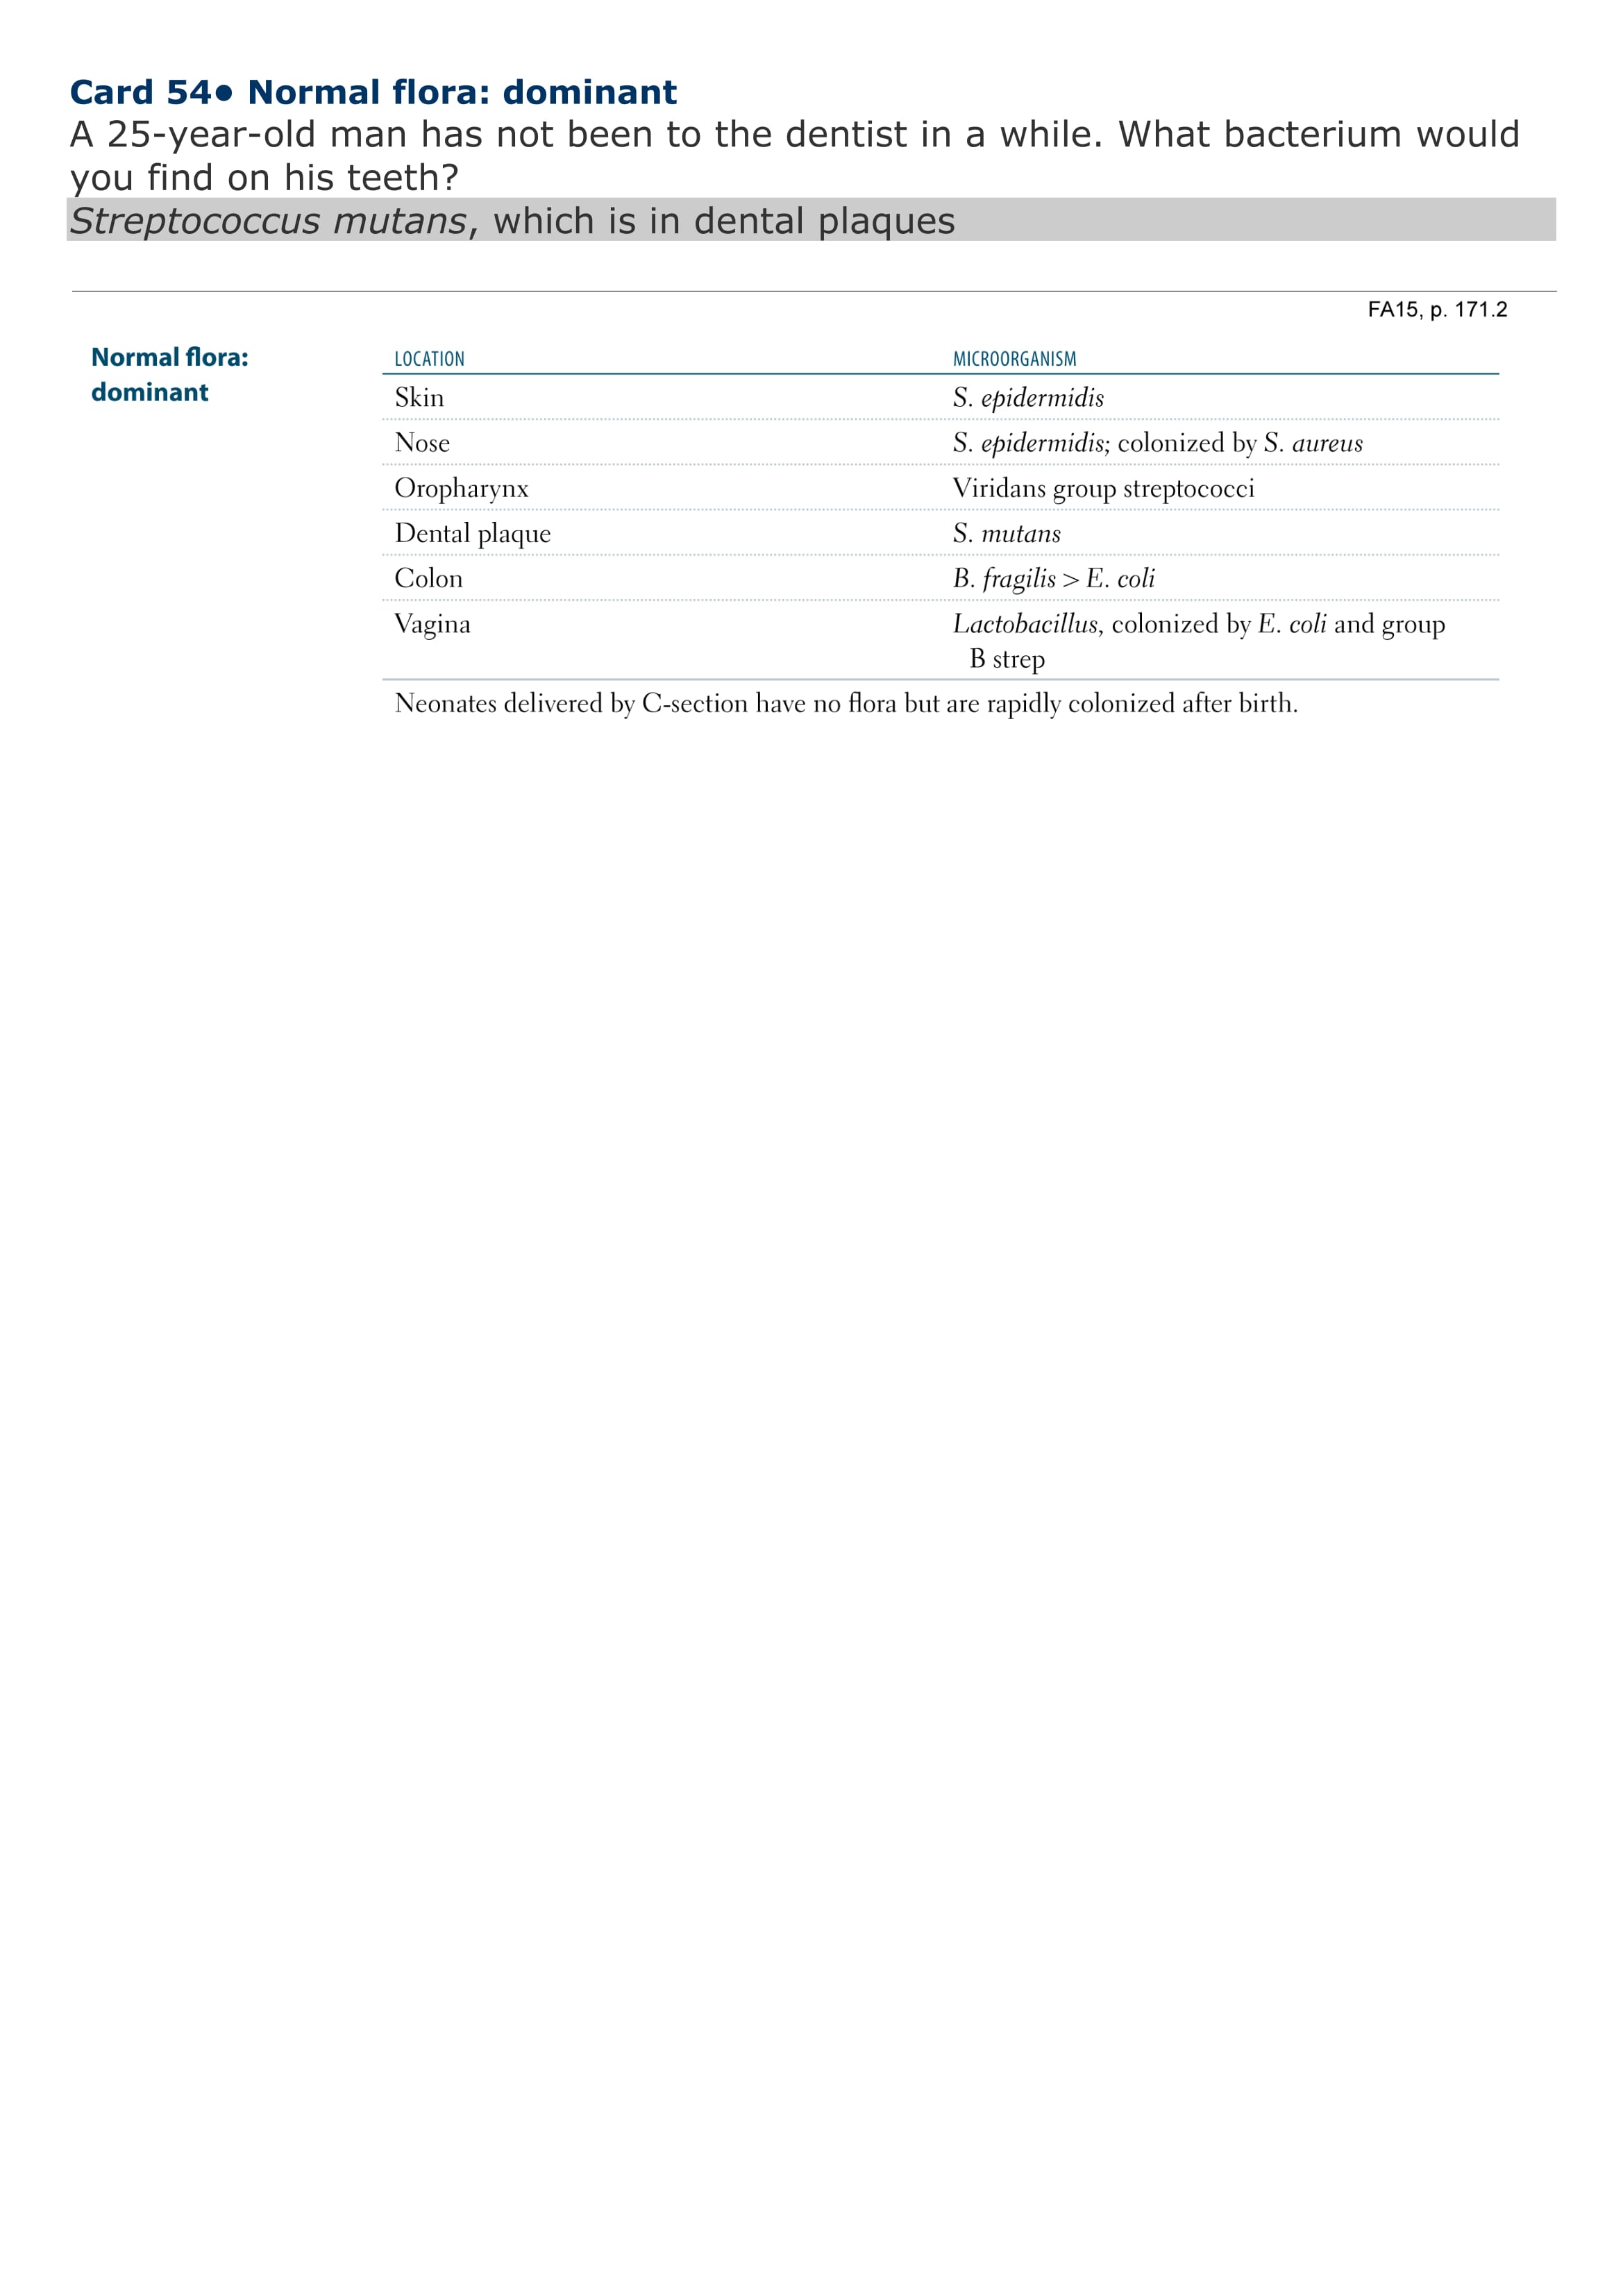 Card 54● Normal flora: dominant
A 25-year-old man has not been to the dentist in a while. What bacterium would
you find on his teeth?
Streptococcus mutans, which is in dental plaques
FA15, p. 171.2
Normal flora:
dominant
LOCATION MICROORGANISM
Skin S. epidermidis
Nose S. epidermidis; colonized by S. aureus
Oropharynx Viridans group streptococci
Dental plaque S. mutans
Colon B. fragilis > E. coli
Vagina Lactobacillus, colonized by E. coli and group
B strep
Neonates delivered by C-section have no flora but are rapidly colonized after birth.